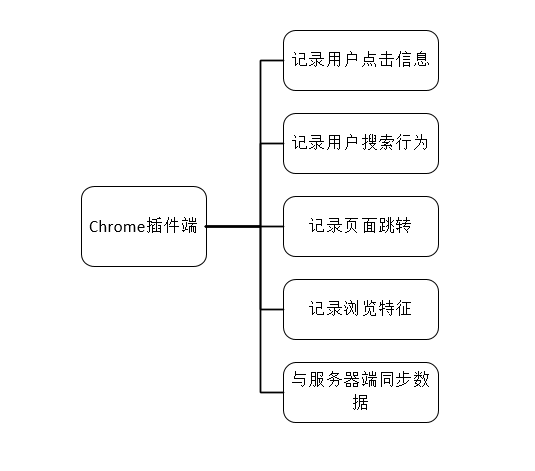 记录用户点击信息
记录用户搜索行为
Chrome插件端
记录页面跳转
记录浏览特征
与服务器端同步数
据